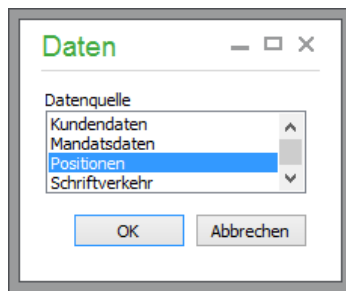 Daten
Datenquelle
Kundendaten
Mandatsdaten
Positionen
Schriftverkehr
OK
Abbrechen